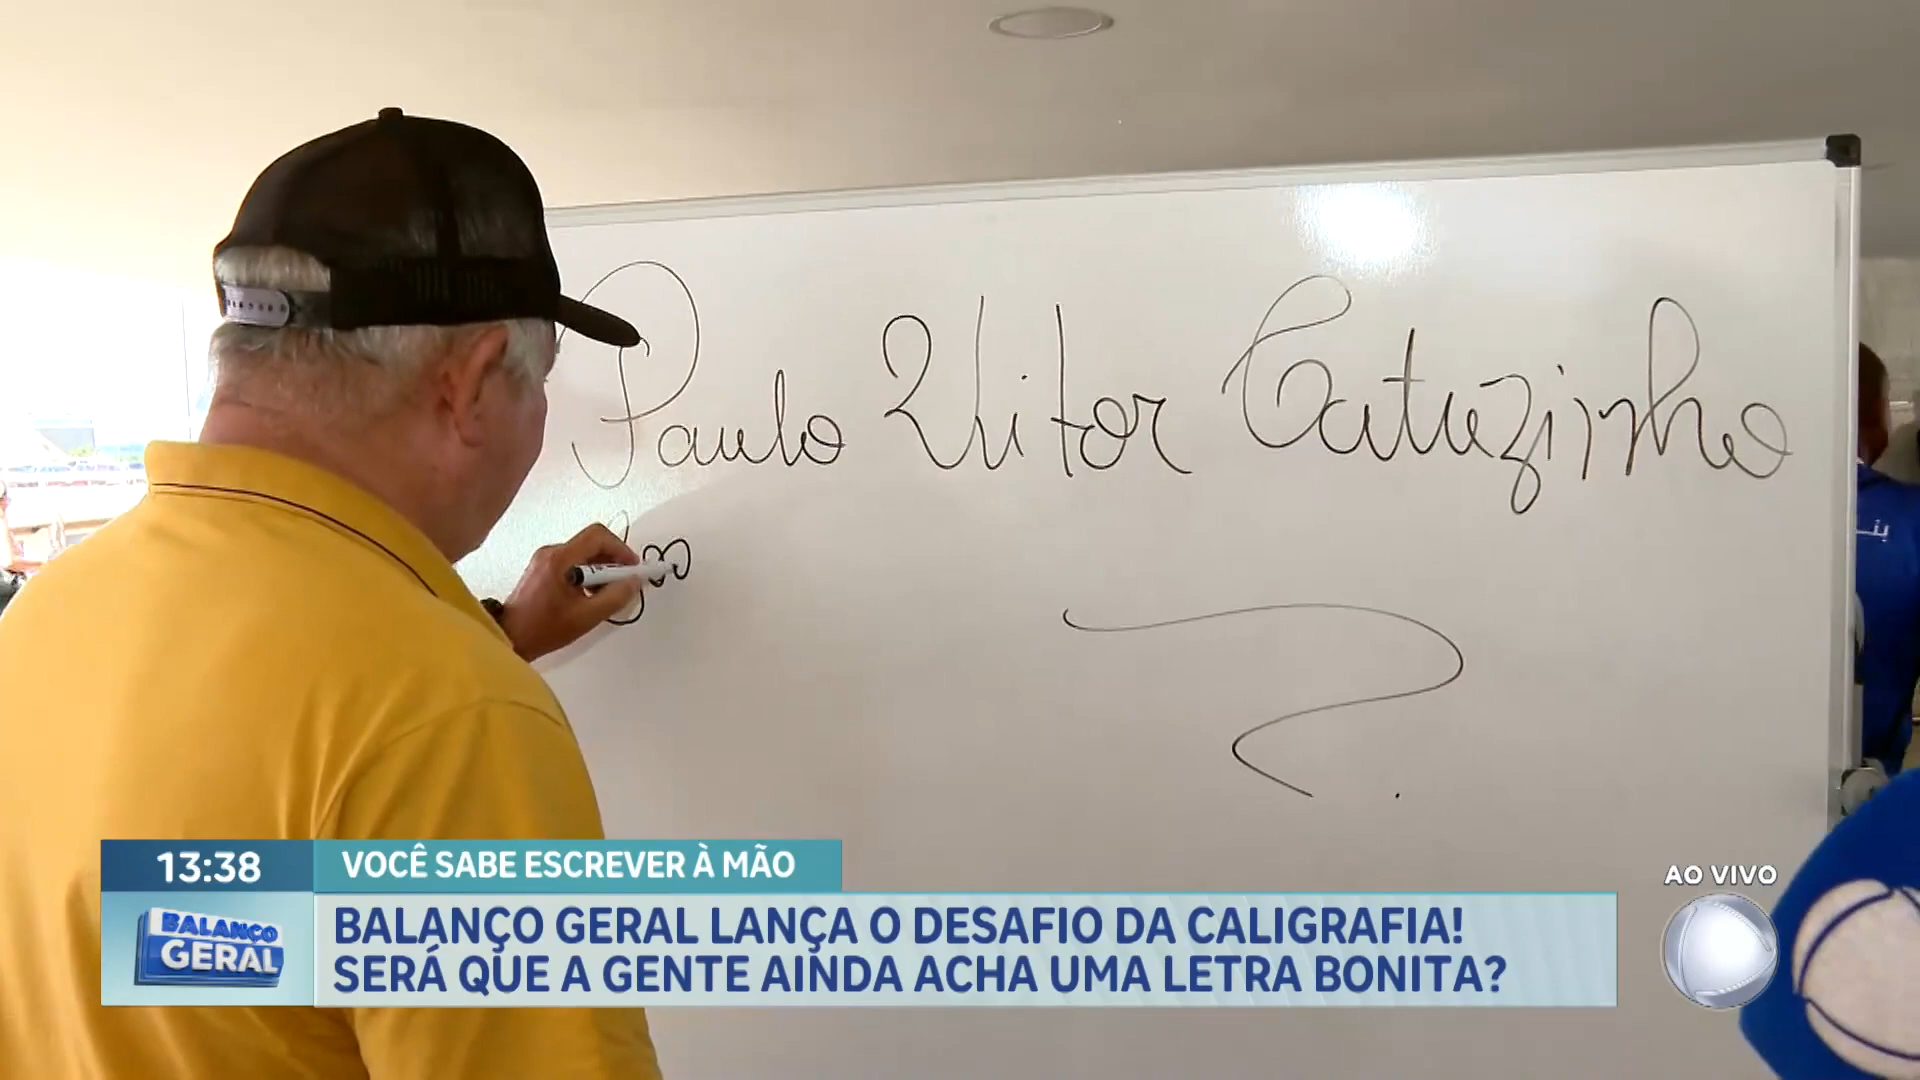 Paulo Vitor Catuzinho
13:38
VOCÊ SABE ESCREVER À MÃO
BALANÇO GERAL
BALANÇO GERAL LANÇA O DESAFIO DA CALIGRAFIA!
SERÁ QUE A GENTE AINDA ACHA UMA LETRA BONITA?
AO VIVO